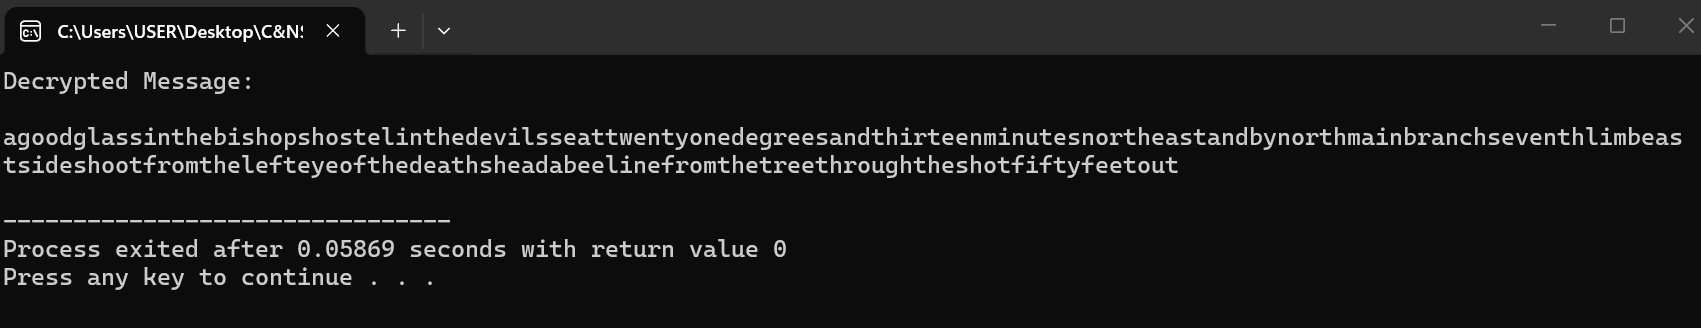 C:\Users\USER\Desktop\C&NS
Decrypted Message:
agoodglassinthebishopshostelinthedevilsseattwentyonedegreesandthirteenminutesnortheastandbynorthmainbranchseventhlimbeas
tsideshootfromthelefteyeofthedeathsheadabeelinefromthetreethroughtheshotfiftyfeetout
--------------------------------
Process exited after 0.05869 seconds with return value 0
Press any key to continue . . .